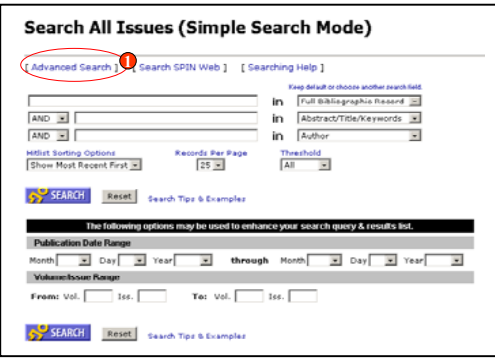 Search All Issues (Simple Search Mode)
[ Advanced Search ] 1 [ Search SPIN Web ] [ Searching Help ]
Keep default or choose another search field.
in Full Bibliographic Record
AND in Abstract/Title/Keywords
AND in Author
Hitlist Sorting Options Records Per Page Threshold
Show Most Recent First 25 All
SEARCH Reset Search Tips & Examples
The following options may be used to enhance your search query & results list.
Publication Date Range
Month Day Year through Month Day Year
Volume/Issue Range
From: Vol. Iss. To: Vol. Iss.
SEARCH Reset Search Tips & Examples